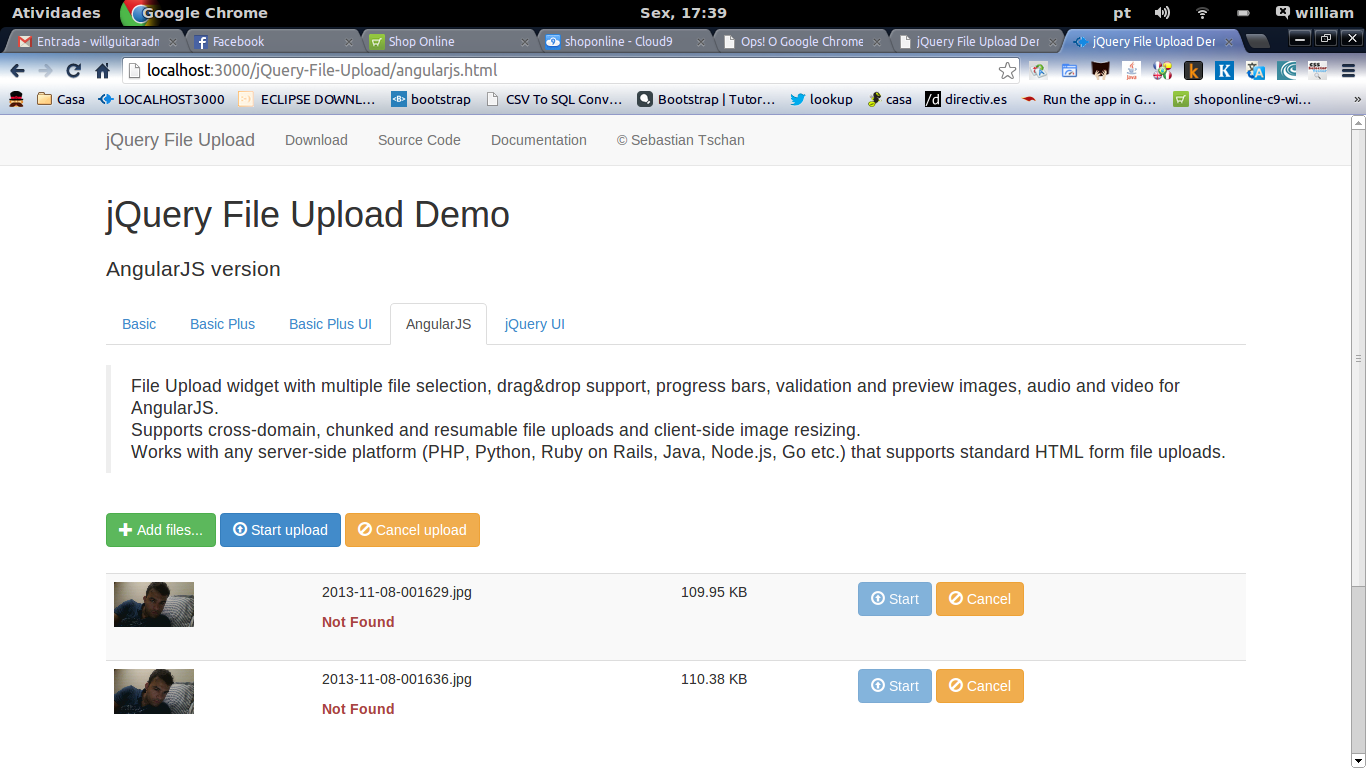 Atividades
Google Chrome
Sex, 17:39
pt
william
Entrada - willguitaradn
Facebook
Shop Online
shoponline - Cloud9
Ops! O Google Chrome
jQuery File Upload Der
jQuery File Upload Der
localhost:3000/jQuery-File-Upload/angularjs.html
Casa
LOCALHOST3000
ECLIPSE DOWNL...
bootstrap
CSV To SQL Conv...
Bootstrap | Tutor...
lookup
casa
directiv.es
Run the app in G...
shoponline-c9-wi...
»
jQuery File Upload
Download
Source Code
Documentation
© Sebastian Tschan
jQuery File Upload Demo
AngularJS version
Basic
Basic Plus
Basic Plus UI
AngularJS
jQuery UI
File Upload widget with multiple file selection, drag&drop support, progress bars, validation and preview images, audio and video for
AngularJS.
Supports cross-domain, chunked and resumable file uploads and client-side image resizing.
Works with any server-side platform (PHP, Python, Ruby on Rails, Java, Node.js, Go etc.) that supports standard HTML form file uploads.
Add files...
Start upload
Cancel upload
2013-11-08-001629.jpg
109.95 KB
Start
Cancel
Not Found
2013-11-08-001636.jpg
110.38 KB
Start
Cancel
Not Found